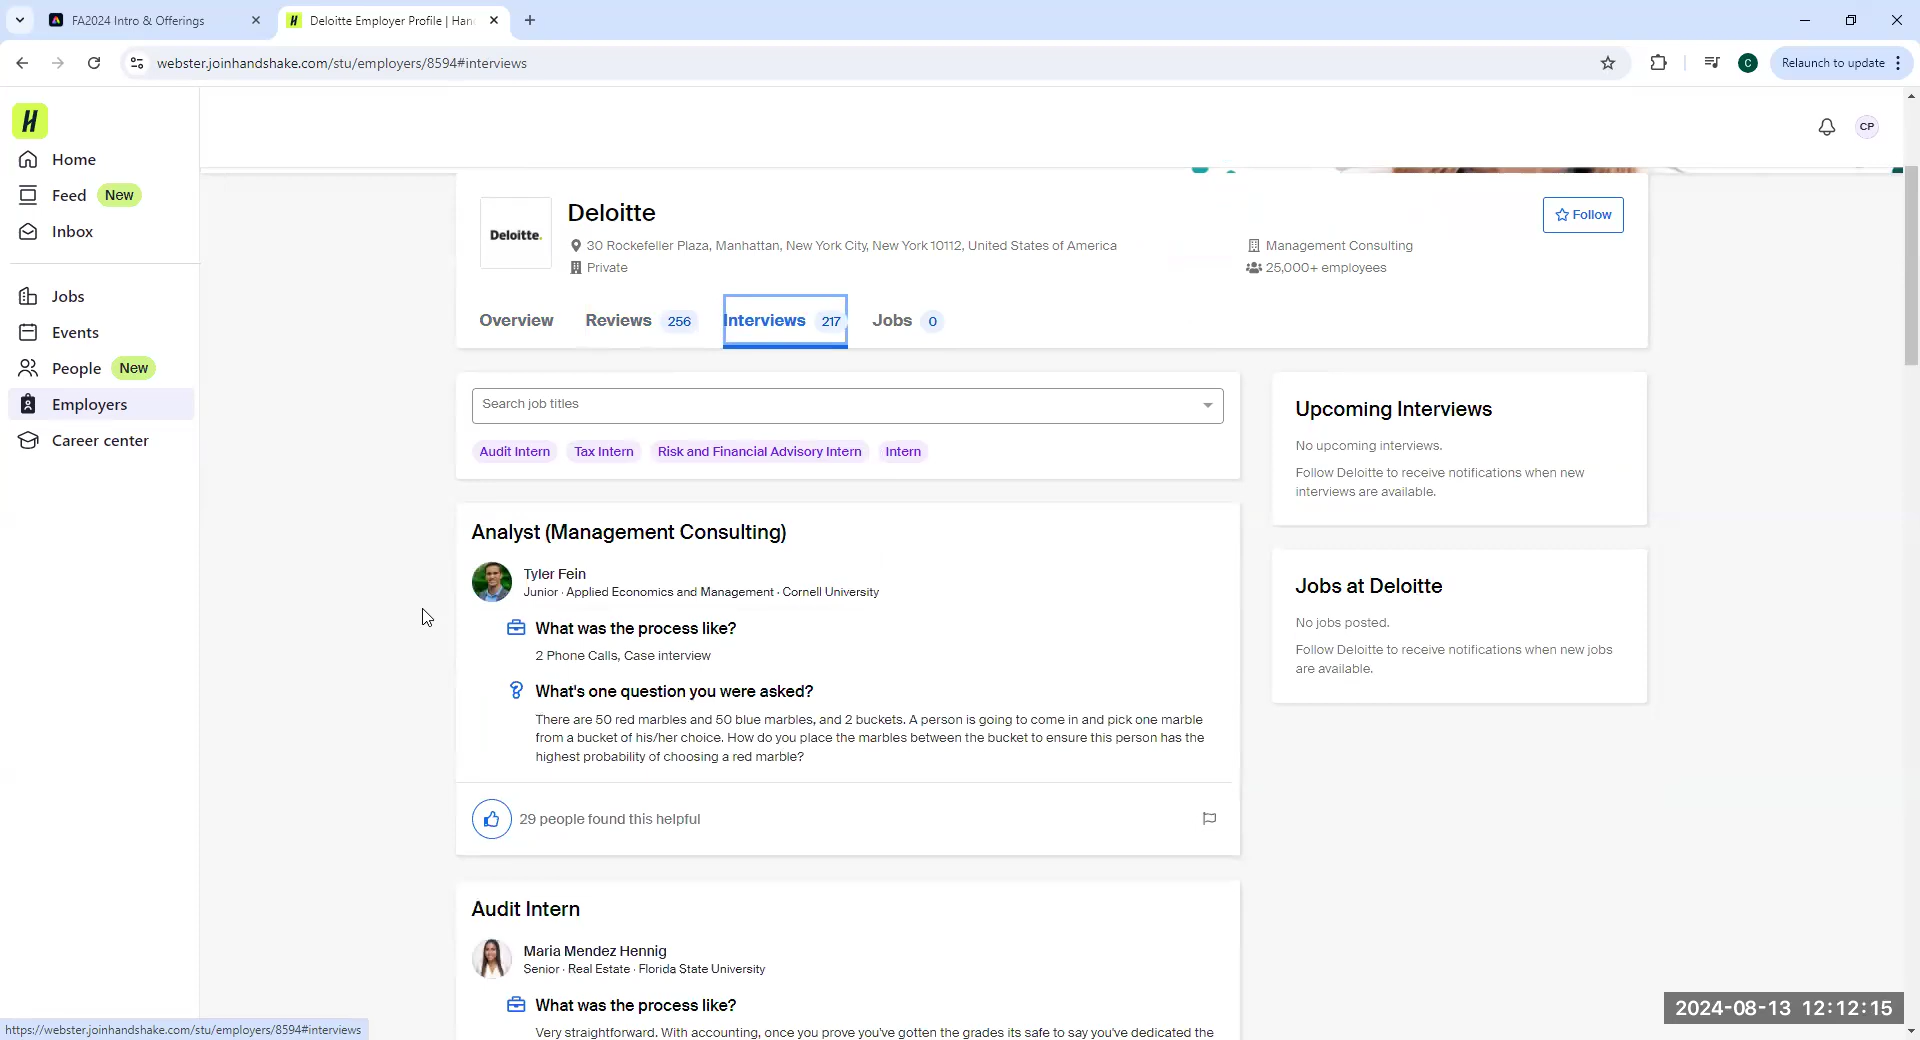 FA2024 Intro & Offerings
Deloitte Employer Profile | Han
webster.joinhandshake.com/stu/employers/8594#interviews
C
Relaunch to update
H
Home
Feed New
Inbox
Jobs
Events
People New
Employers
Career center
CP
Deloitte.
Deloitte
30 Rockefeller Plaza, Manhattan, New York City, New York 10112, United States of America
Private
Management Consulting
25,000+ employees
Follow
Overview Reviews 256 Interviews 217 Jobs 0
Search job titles
Audit Intern Tax Intern Risk and Financial Advisory Intern Intern
Analyst (Management Consulting)
Tyler Fein
Junior · Applied Economics and Management · Cornell University
What was the process like?
2 Phone Calls, Case interview
What's one question you were asked?
There are 50 red marbles and 50 blue marbles, and 2 buckets. A person is going to come in and pick one marble
from a bucket of his/her choice. How do you place the marbles between the bucket to ensure this person has the
highest probability of choosing a red marble?
29 people found this helpful
Audit Intern
Maria Mendez Hennig
Senior · Real Estate · Florida State University
What was the process like?
Very straightforward. With accounting, once you prove you've gotten the grades its safe to say you've dedicated the
Upcoming Interviews
No upcoming interviews.
Follow Deloitte to receive notifications when new
interviews are available.
Jobs at Deloitte
No jobs posted.
Follow Deloitte to receive notifications when new jobs
are available.
https://webster.joinhandshake.com/stu/employers/8594#interviews
2024-08-13 12:12:15